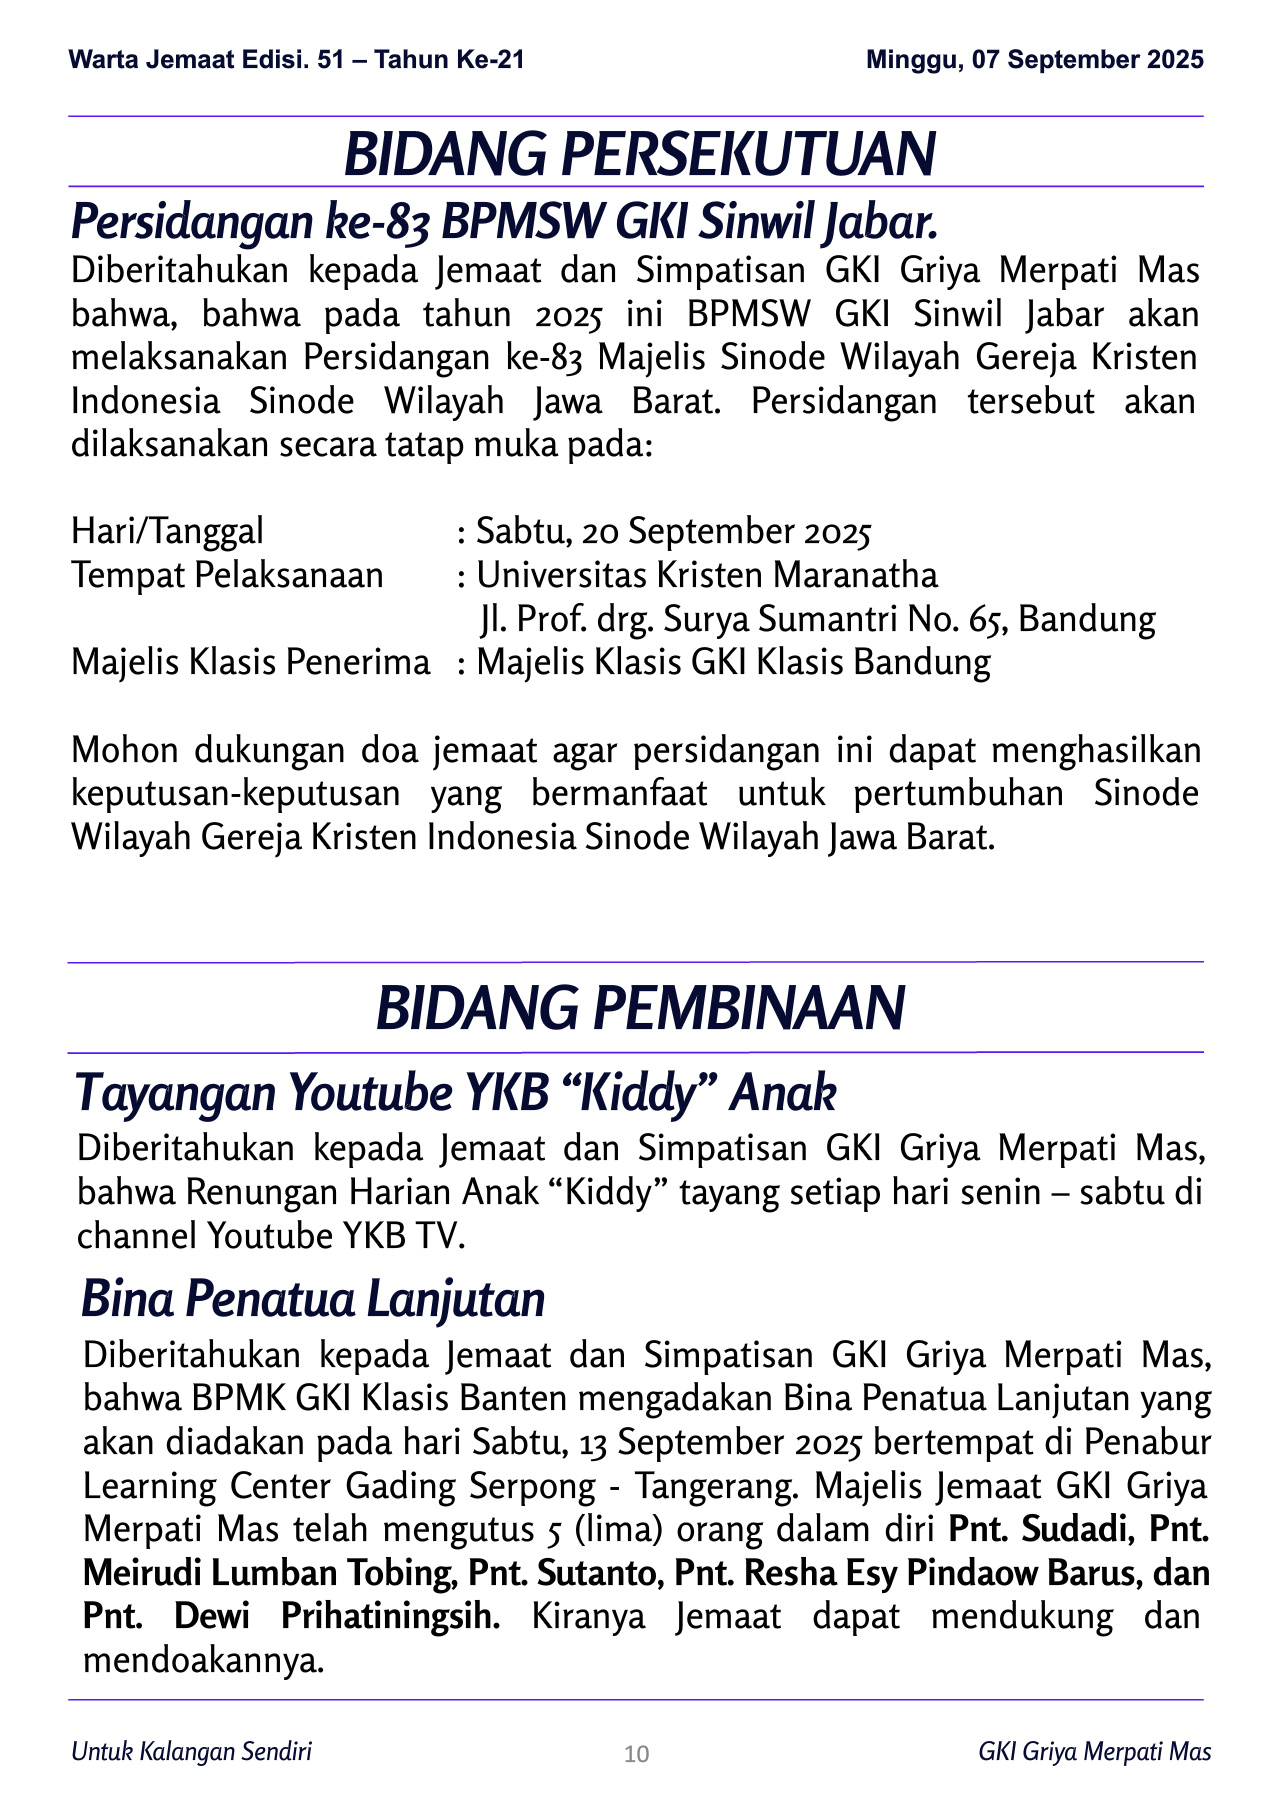 Warta Jemaat Edisi. 51 – Tahun Ke-21
Minggu, 07 September 2025
BIDANG PERSEKUTUAN
Persidangan ke-83 BPMSW GKI Sinwil Jabar.
Diberitahukan kepada Jemaat dan Simpatisan GKI Griya Merpati Mas
bahwa, bahwa pada tahun 2025 ini BPMSW GKI Sinwil Jabar akan
melaksanakan Persidangan ke-83 Majelis Sinode Wilayah Gereja Kristen
Indonesia Sinode Wilayah Jawa Barat. Persidangan tersebut akan
dilaksanakan secara tatap muka pada:
Hari/Tanggal : Sabtu, 20 September 2025
Tempat Pelaksanaan : Universitas Kristen Maranatha
Jl. Prof. drg. Surya Sumantri No. 65, Bandung
Majelis Klasis Penerima : Majelis Klasis GKI Klasis Bandung
Mohon dukungan doa jemaat agar persidangan ini dapat menghasilkan
keputusan-keputusan yang bermanfaat untuk pertumbuhan Sinode
Wilayah Gereja Kristen Indonesia Sinode Wilayah Jawa Barat.
BIDANG PEMBINAAN
Tayangan Youtube YKB “Kiddy” Anak
Diberitahukan kepada Jemaat dan Simpatisan GKI Griya Merpati Mas,
bahwa Renungan Harian Anak “Kiddy” tayang setiap hari senin – sabtu di
channel Youtube YKB TV.
Bina Penatua Lanjutan
Diberitahukan kepada Jemaat dan Simpatisan GKI Griya Merpati Mas,
bahwa BPMK GKI Klasis Banten mengadakan Bina Penatua Lanjutan yang
akan diadakan pada hari Sabtu, 13 September 2025 bertempat di Penabur
Learning Center Gading Serpong - Tangerang. Majelis Jemaat GKI Griya
Merpati Mas telah mengutus 5 (lima) orang dalam diri Pnt. Sudadi, Pnt.
Meirudi Lumban Tobing, Pnt. Sutanto, Pnt. Resha Esy Pindaow Barus, dan
Pnt. Dewi Prihatiningsih. Kiranya Jemaat dapat mendukung dan
mendoakannya.
Untuk Kalangan Sendiri
10
GKI Griya Merpati Mas